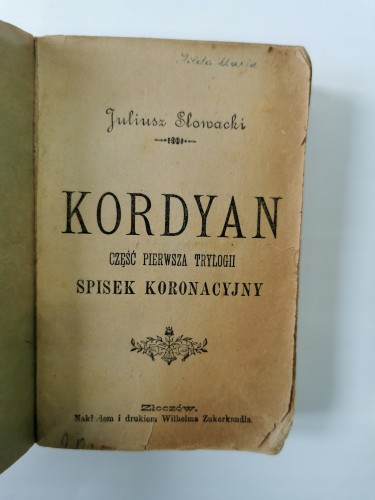 Juliusz Słowacki
KORDYAN
CZĘŚĆ PIERWSZA TRYLOGII
SPISEK KORONACYJNY
Złoczów.
Nakładem i drukiem Wilhelma Zukerkandla.